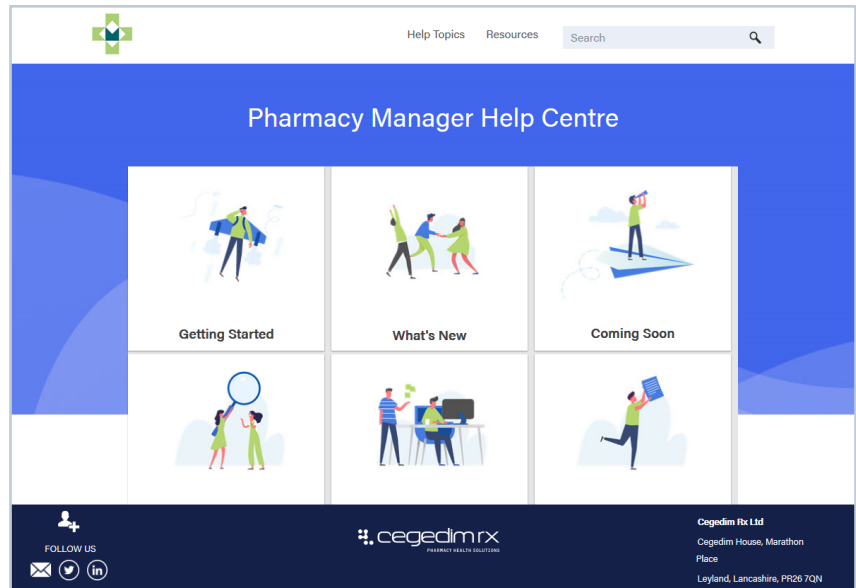 Help Topics Resources Search
Pharmacy Manager Help Centre
Getting Started What's New Coming Soon
FOLLOW US
cegedim rx
PHARMACY HEALTH SOLUTIONS
Cegedim Rx Ltd
Cegedim House, Marathon
Place
Leyland, Lancashire, PR26 7QN